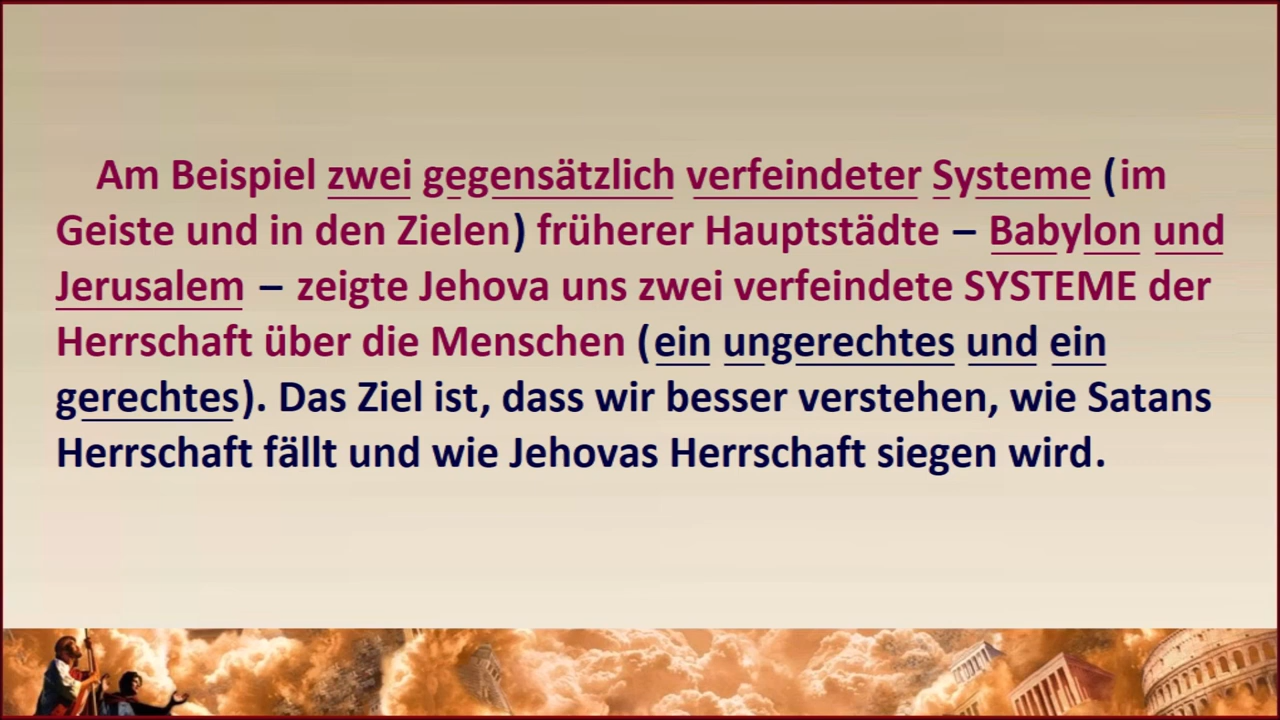 Am Beispiel zwei gegensätzlich verfeindeter Systeme (im
Geiste und in den Zielen) früherer Hauptstädte – Babylon und
Jerusalem – zeigte Jehova uns zwei verfeindete SYSTEME der
Herrschaft über die Menschen (ein ungerechtes und ein
gerechtes). Das Ziel ist, dass wir besser verstehen, wie Satans
Herrschaft fällt und wie Jehovas Herrschaft siegen wird.